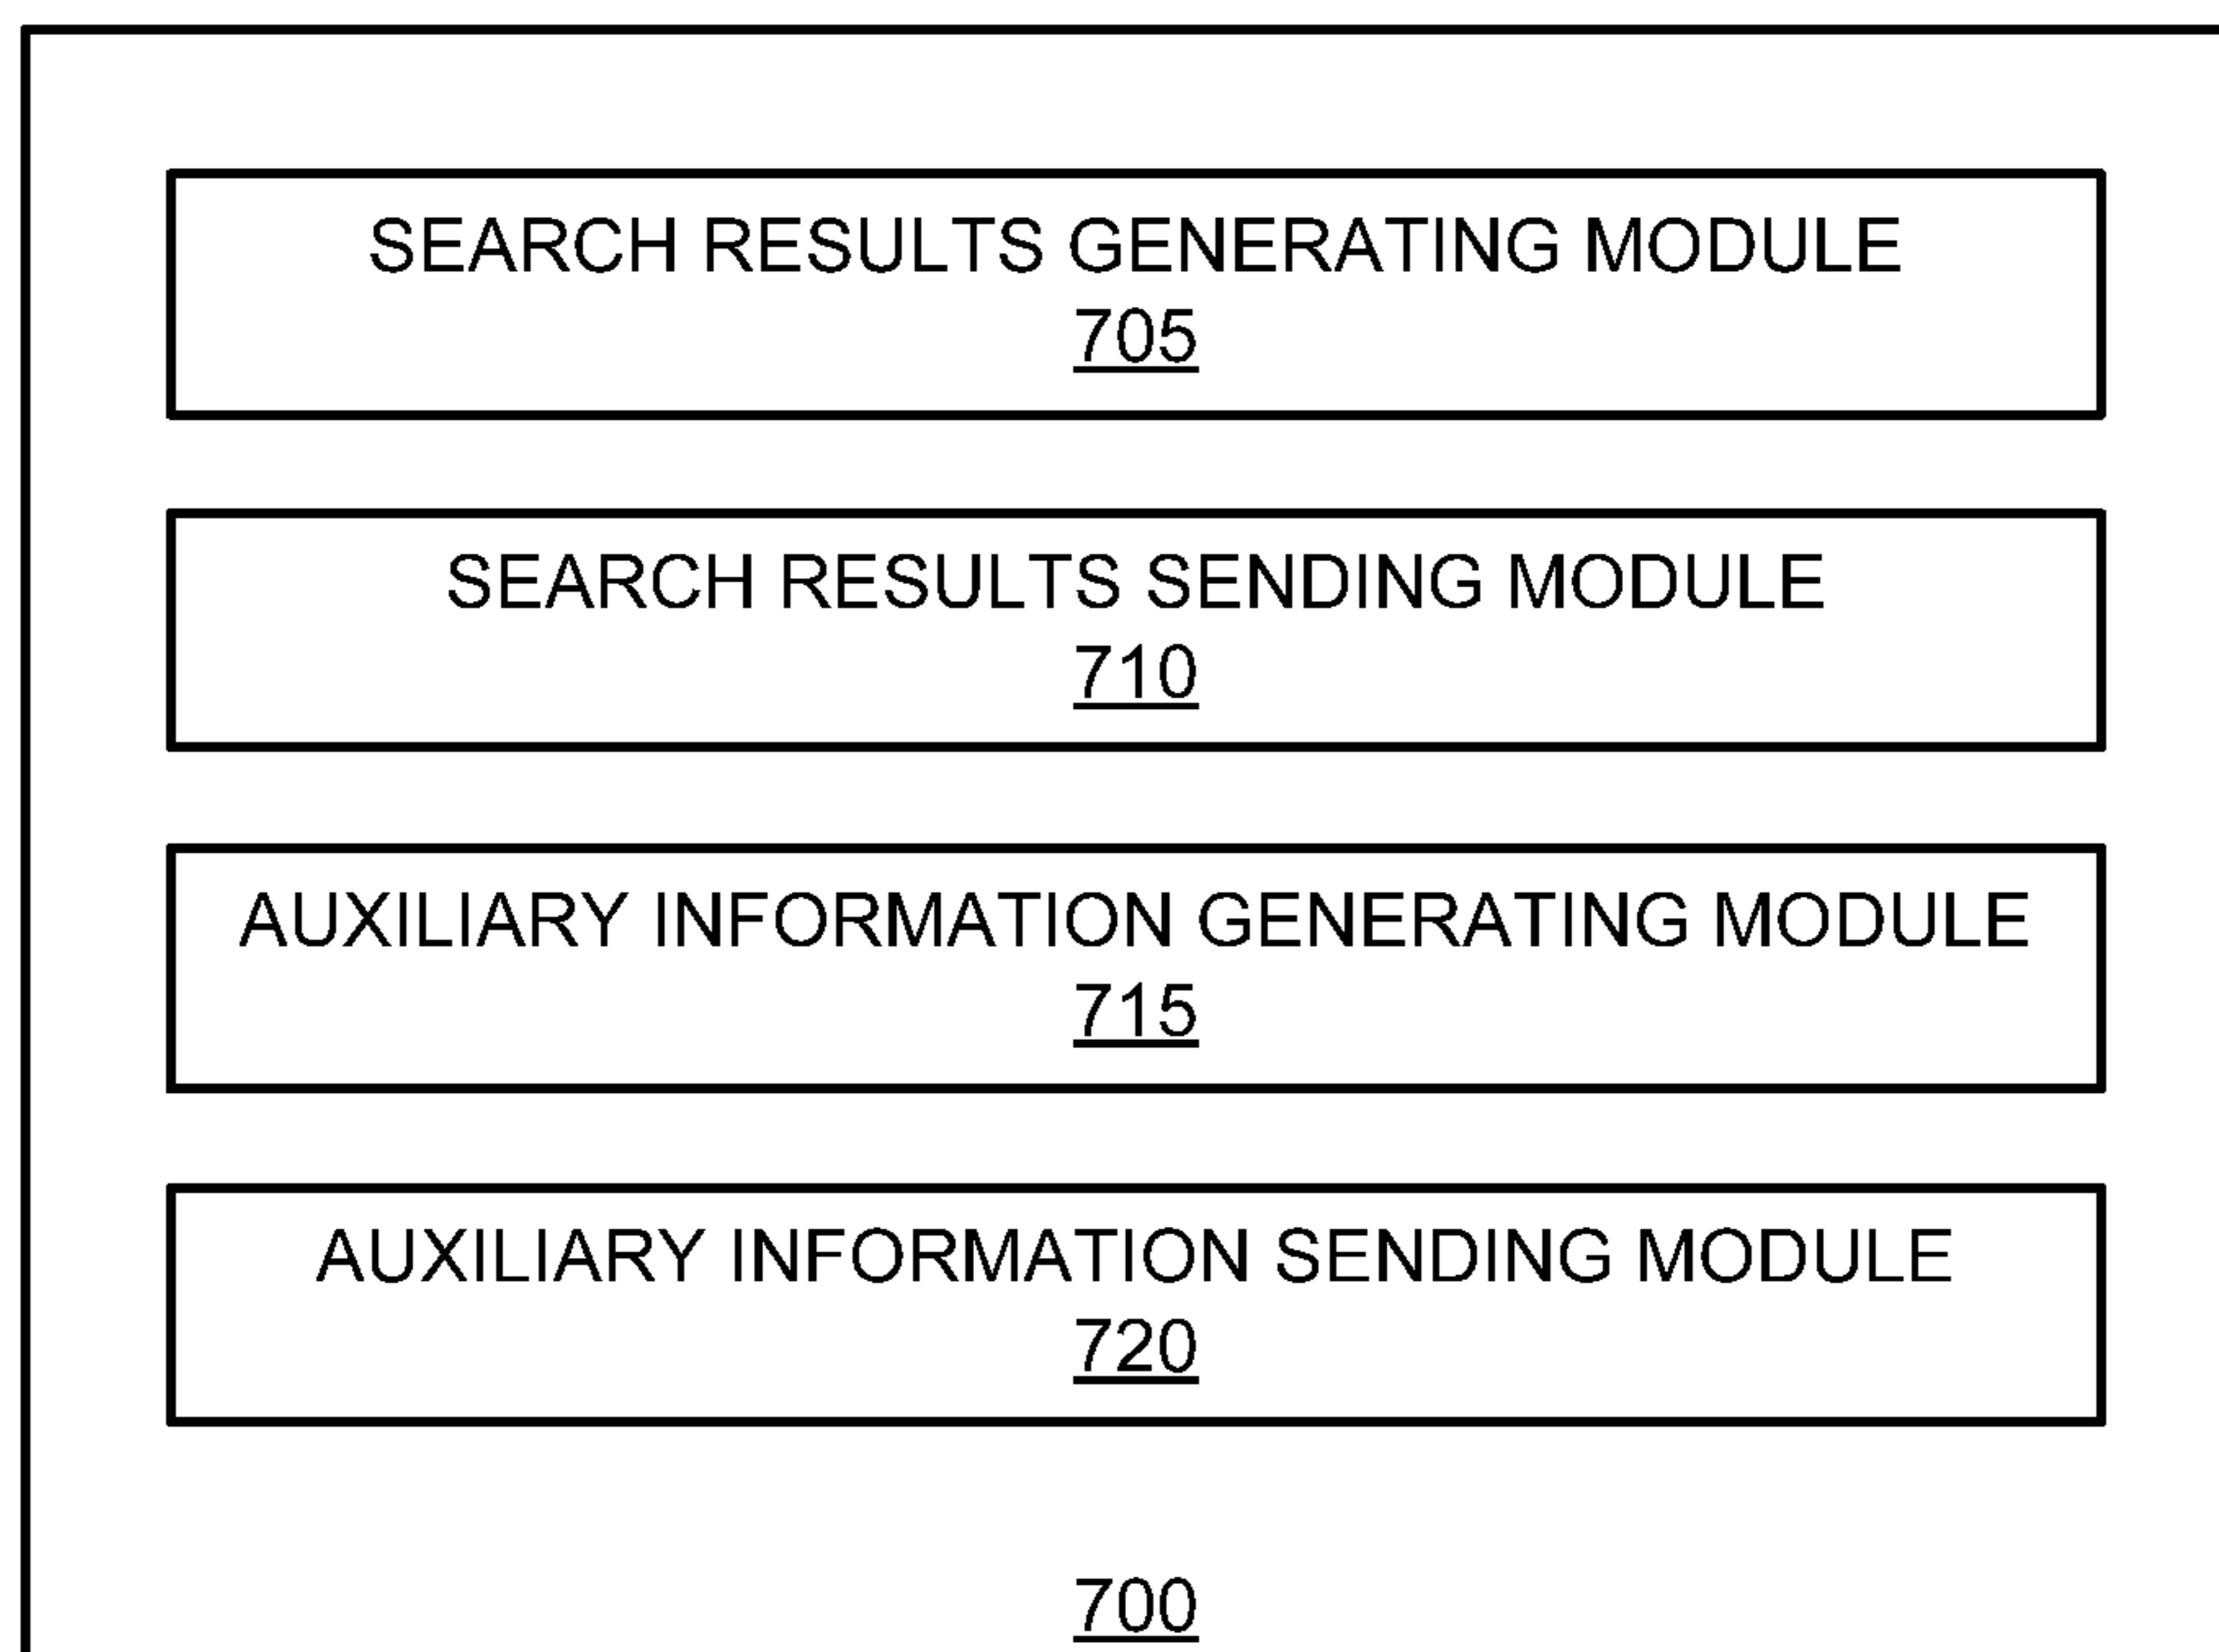 SEARCH RESULTS GENERATING MODULE
705
SEARCH RESULTS SENDING MODULE
710
AUXILIARY INFORMATION GENERATING MODULE
715
AUXILIARY INFORMATION SENDING MODULE
720
700